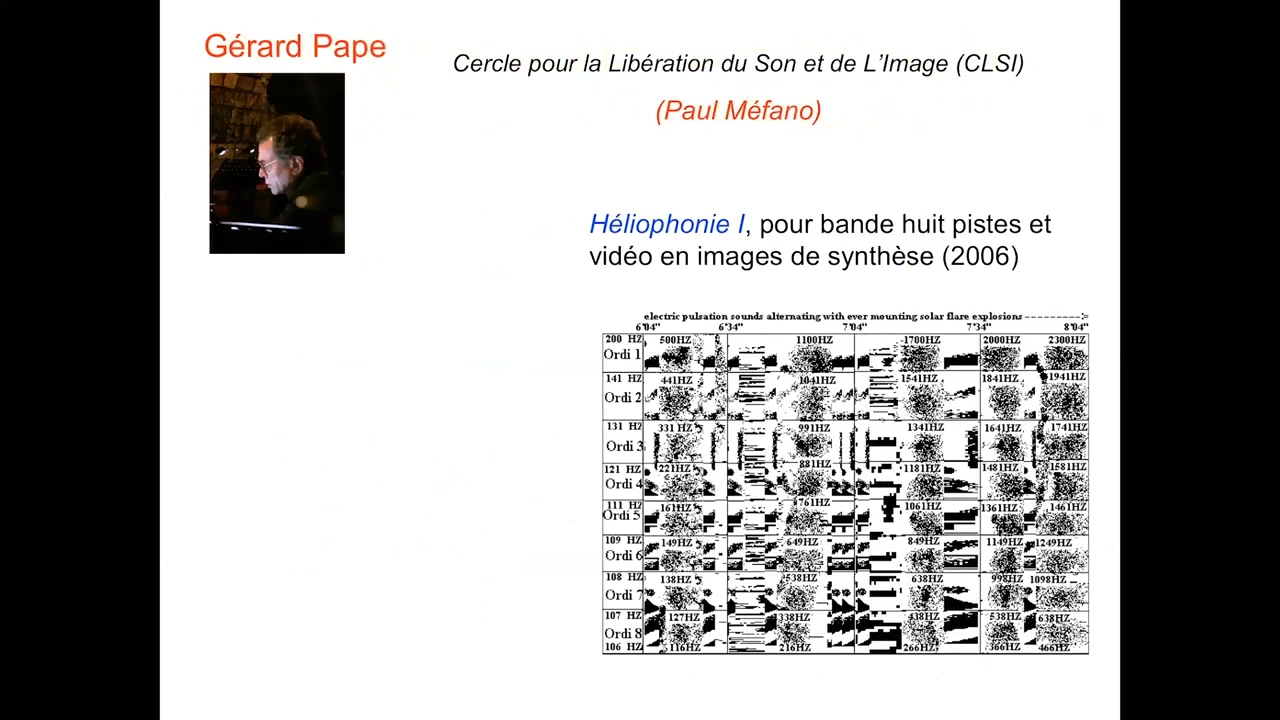 Gérard Pape
Cercle pour la Libération du Son et de L'Image (CLSI)
(Paul Méfano)
Héliophonie I, pour bande huit pistes et
vidéo en images de synthèse (2006)
electric pulsation sounds alternating with ever mounting solar flare explosions
6'04" 6'34" 7'04" 7'34" 8'04"
200 HZ 500HZ 1100HZ 1700HZ 2000HZ 2300HZ
Ordi 1
141 HZ 441HZ 1041HZ 1541HZ 1841HZ 1941HZ
Ordi 2
131 HZ 331 HZ 991HZ 1341HZ 1641HZ 1741HZ
Ordi 3
121 HZ 221HZ 881HZ 1181HZ 1481HZ 1581HZ
Ordi 4
111 HZ 161HZ 761HZ 1061HZ 1361HZ 1461HZ
Ordi 5
109 HZ 149HZ 649HZ 849HZ 1149HZ 1249HZ
Ordi 6
108 HZ 138HZ 538HZ 638HZ 998HZ 1098HZ
Ordi 7
107 HZ 127HZ 338HZ 438HZ 538HZ 638HZ
Ordi 8
106 HZ 116HZ 216HZ 266HZ 366HZ 466HZ